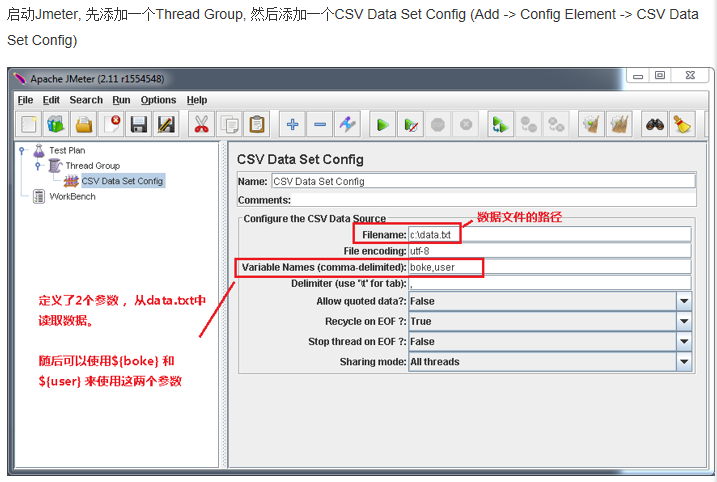 启动Jmeter, 先添加一个Thread Group, 然后添加一个CSV Data Set Config (Add -> Config Element -> CSV Data
Set Config)
Apache JMeter (2.11 r1554548)
File Edit Search Run Options Help
Test Plan
Thread Group
CSV Data Set Config
WorkBench
CSV Data Set Config
Name: CSV Data Set Config
Comments:
Configure the CSV Data Source
数据文件的路径
Filename: c:\data.txt
File encoding: utf-8
Variable Names (comma-delimited): boke,user
Delimiter (use '\t' for tab): ,
Allow quoted data?: False
Recycle on EOF ?: True
Stop thread on EOF ?: False
Sharing mode: All threads
定义了2个参数 ，从data.txt中
读取数据。
随后可以使用${boke} 和
${user} 来使用这两个参数